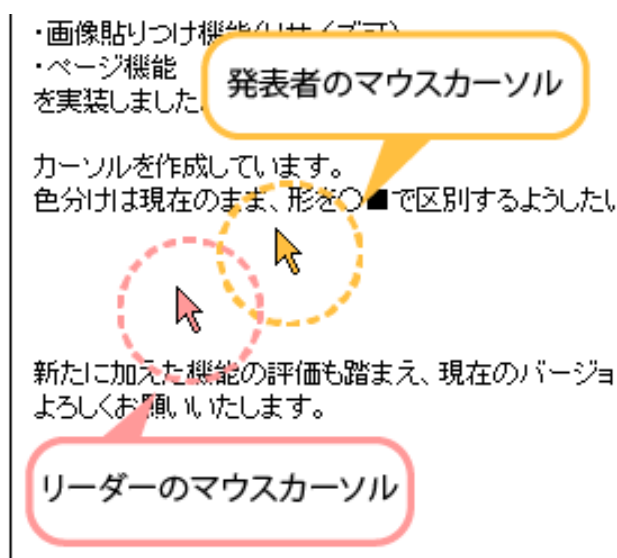 ・画像貼りつけ機能(リサイズ可)
・ページ機能
を実装しました
発表者のマウスカーソル
カーソルを作成しています。
色分けは現在のまま、形を○■で区別するようしたい
新たに加えた機能の評価も踏まえ、現在のバージョ
よろしくお願いいたします。
リーダーのマウスカーソル